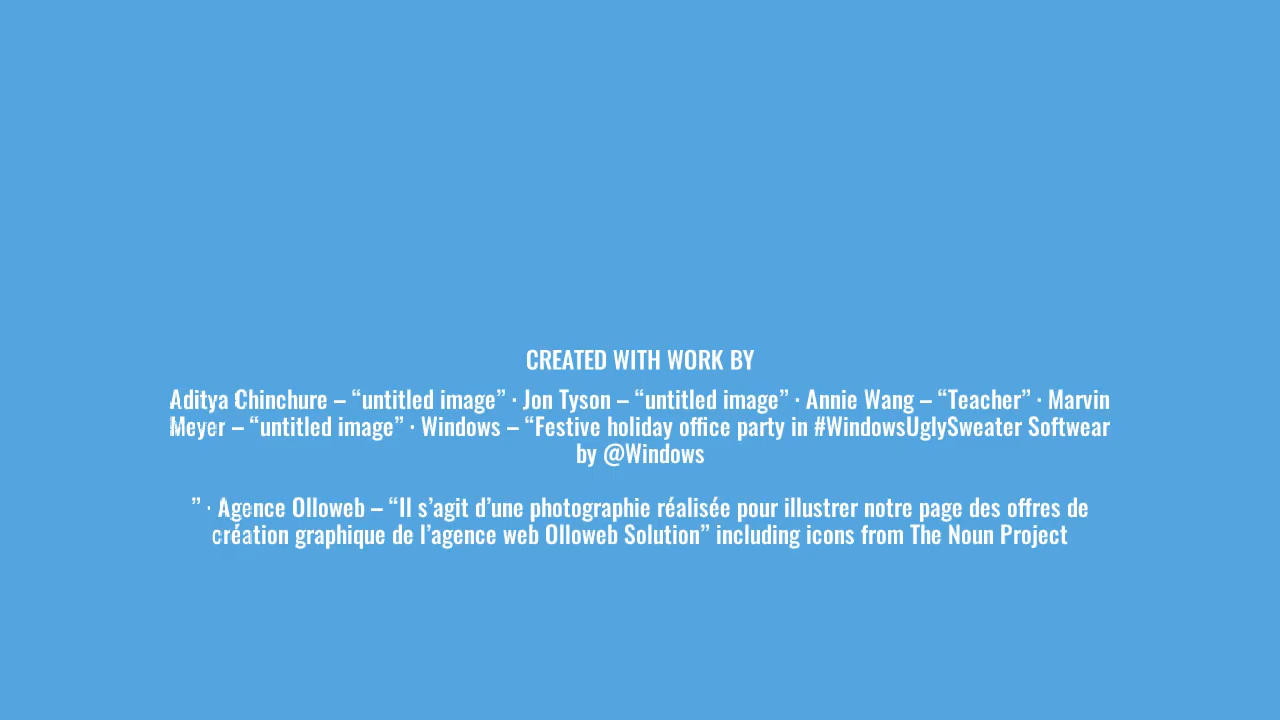 CREATED WITH WORK BY
Aditya Chinchure – “untitled image” · Jon Tyson – “untitled image” · Annie Wang – “Teacher” · Marvin
Meyer – “untitled image” · Windows – “Festive holiday office party in #WindowsUglySweater Softwear
by @Windows
” · Agence Olloweb – “Il s’agit d’une photographie réalisée pour illustrer notre page des offres de
création graphique de l’agence web Olloweb Solution” including icons from The Noun Project